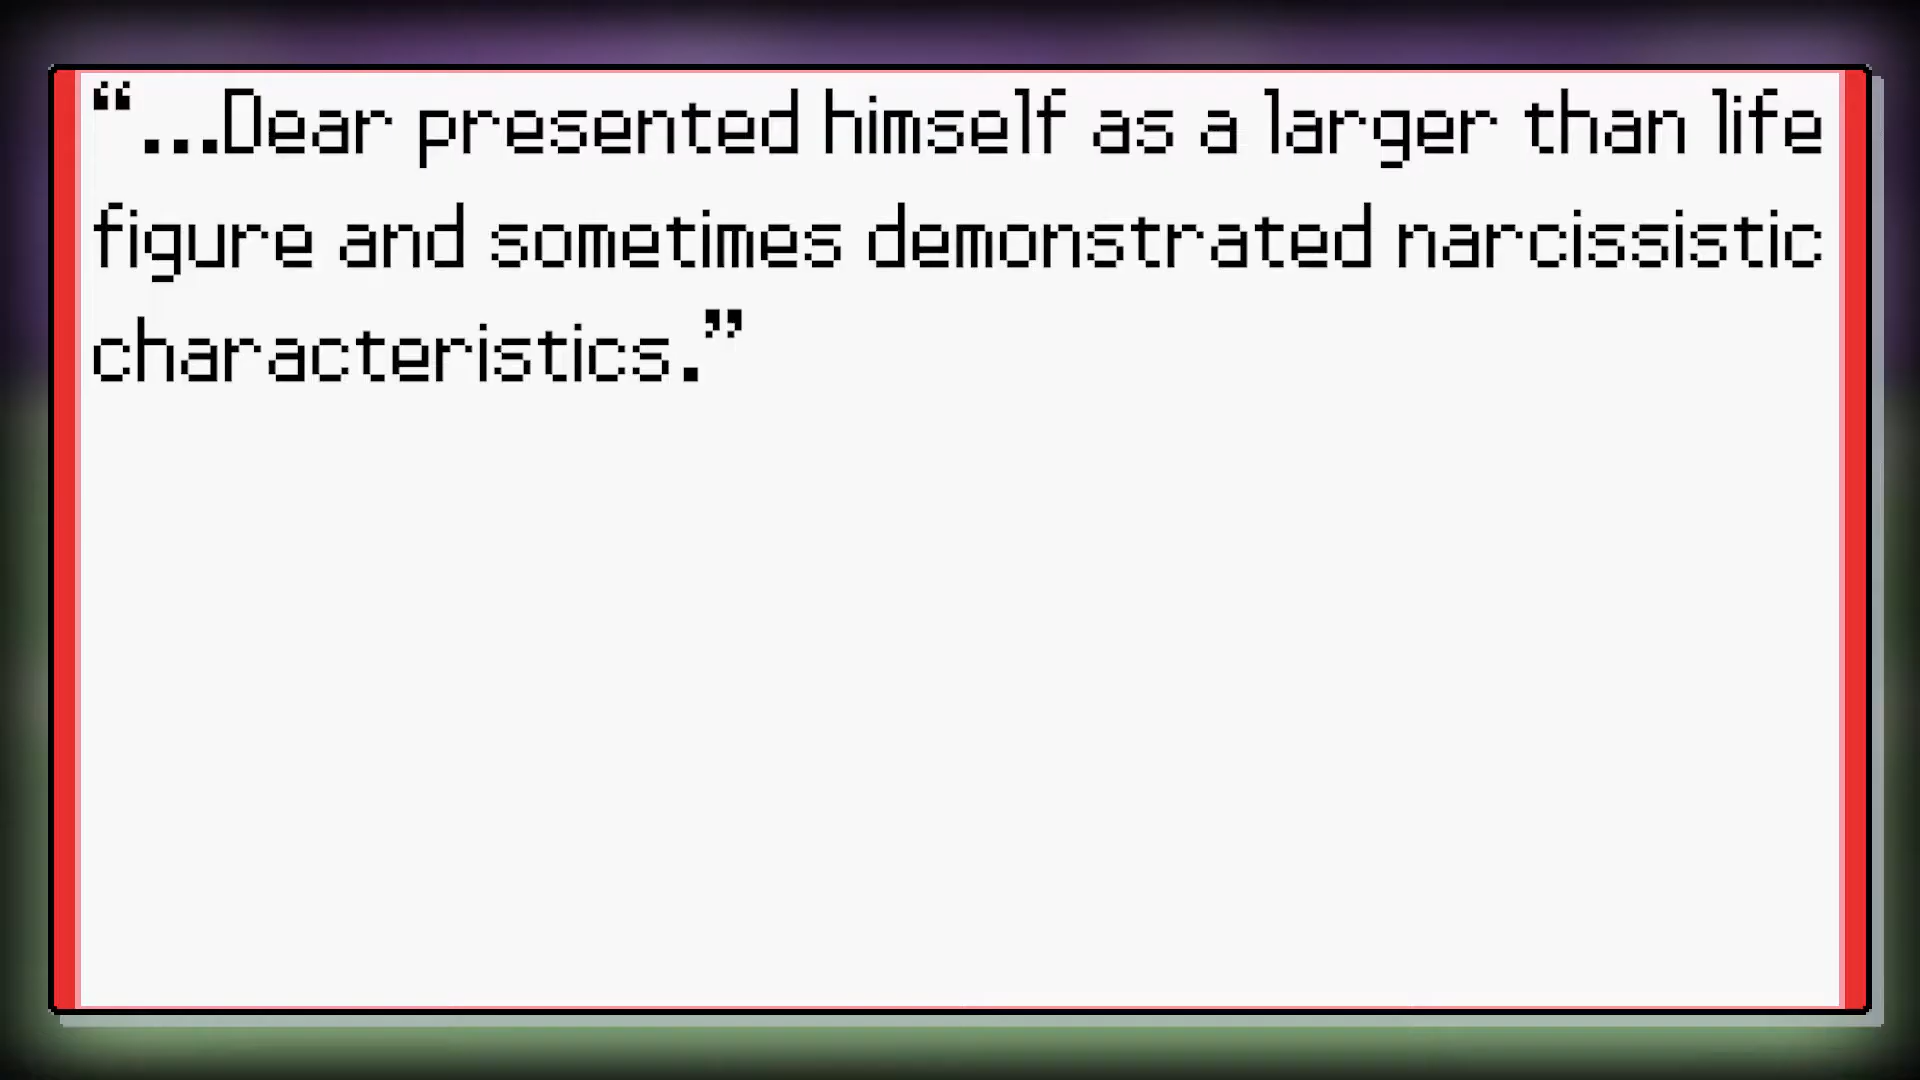 “...Dear presented himself as a larger than life
figure and sometimes demonstrated narcissistic
characteristics.”